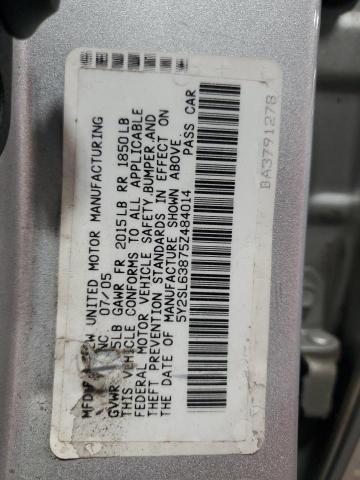 MFD NEW UNITED MOTOR MANUFACTURING
INC 07/05
GVWR 5LB GAWR FR 2015LB RR 1850LB
THIS VEHICLE CONFORMS TO ALL APPLICABLE
FEDERAL MOTOR VEHICLE SAFETY,BUMPER,AND
THEFT PREVENTION STANDARDS IN EFFECT ON
THE DATE OF MANUFACTURE SHOWN ABOVE.
5Y2SL63875Z484014 PASS CAR
BA3791278